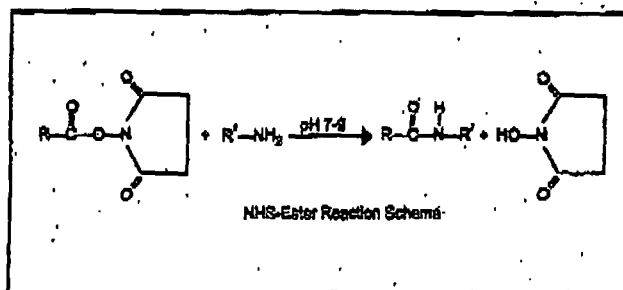 O O O H O
R—C—O—N + R'—NH₂ pH 7-9 R—C—N—R' + HO—N
O O
NHS-Ester Reaction Scheme